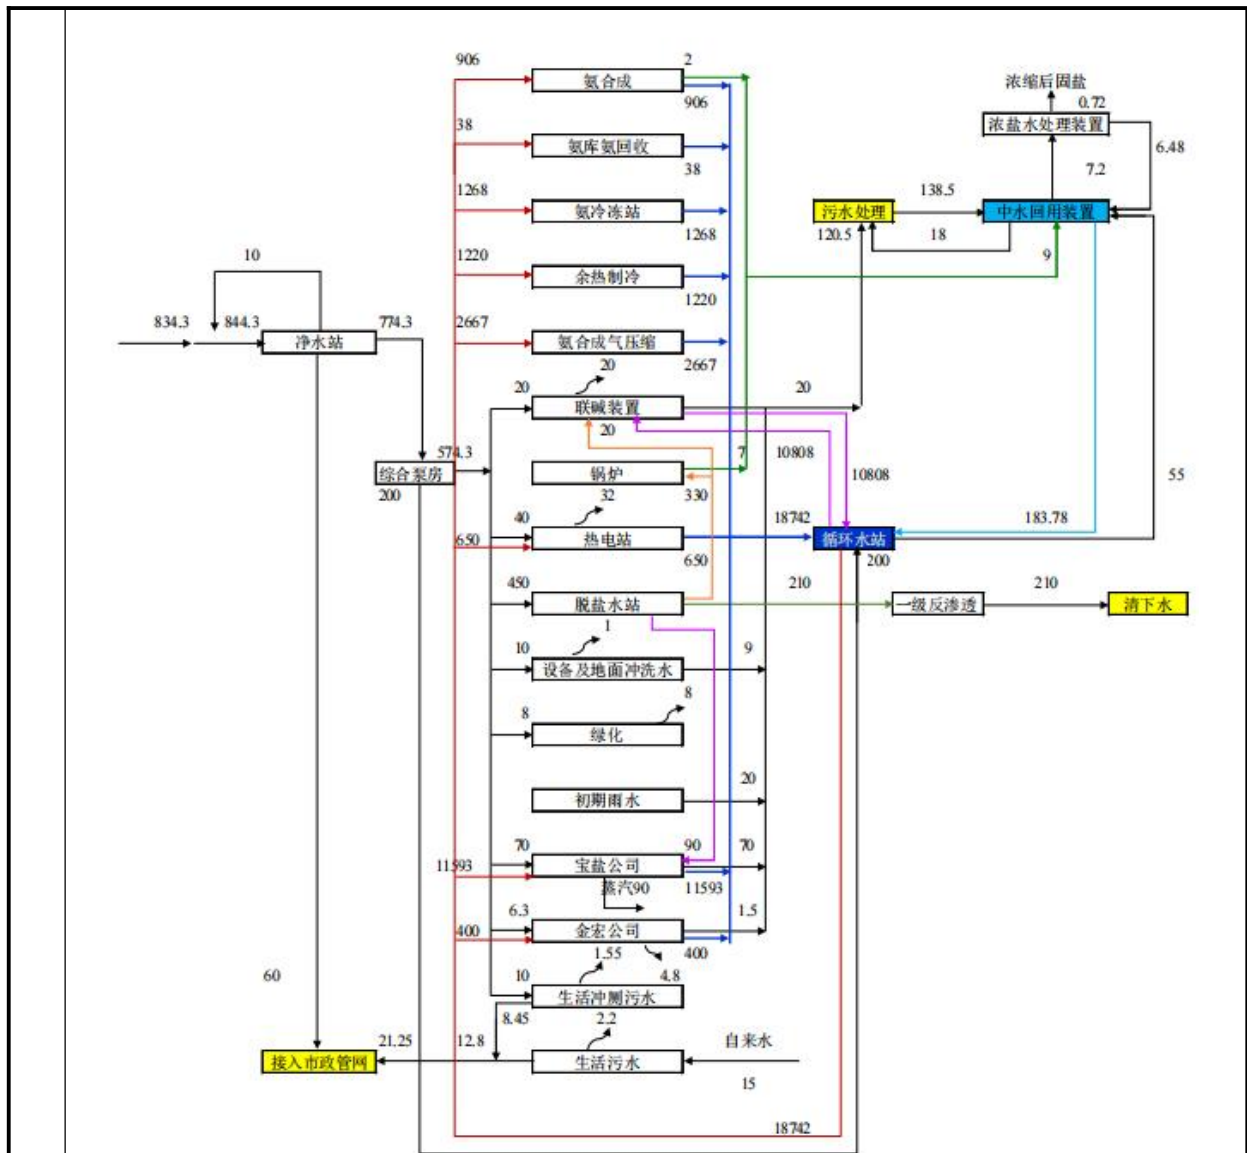 906
2
氨合成
906
浓缩后固盐
0.72
浓盐水处理装置
38
氨库氨回收
38
6.48
7.2
1268
氨冷冻站
1268
138.5
污水处理
中水回用装置
120.5
18
9
10
1220
余热制冷
1220
834.3
844.3
774.3
净水站
2667
氨合成气压缩
2667
20
20
联碱装置
20
20
574.3
综合泵房
200
锅炉
7
330
10808
10808
55
32
40
热电站
650
650
18742
循环水站
200
183.78
450
脱盐水站
210
一级反渗透
210
清下水
1
10
设备及地面冲洗水
9
8
8
绿化
初期雨水
20
70
宝盐公司
90
70
11593
蒸汽90
11593
6.3
金宏公司
1.5
400
400
1.55
4.8
60
10
生活冲厕污水
8.45
2.2
21.25
12.8
接入市政管网
生活污水
自来水
15
18742